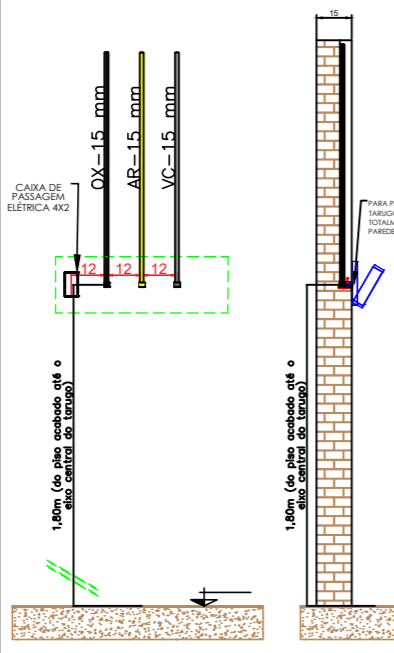 15
OX-15 mm
AR-15 mm
VC-15 mm
CAIXA DE
PASSAGEM
ELÉTRICA 4X2
12
12
12
1,80m (do piso acabado até o
eixo central do tarugo)
PARA P
TARUGO
TOTALM
PAREDE
1,80m (do piso acabado até o
eixo central do tarugo)